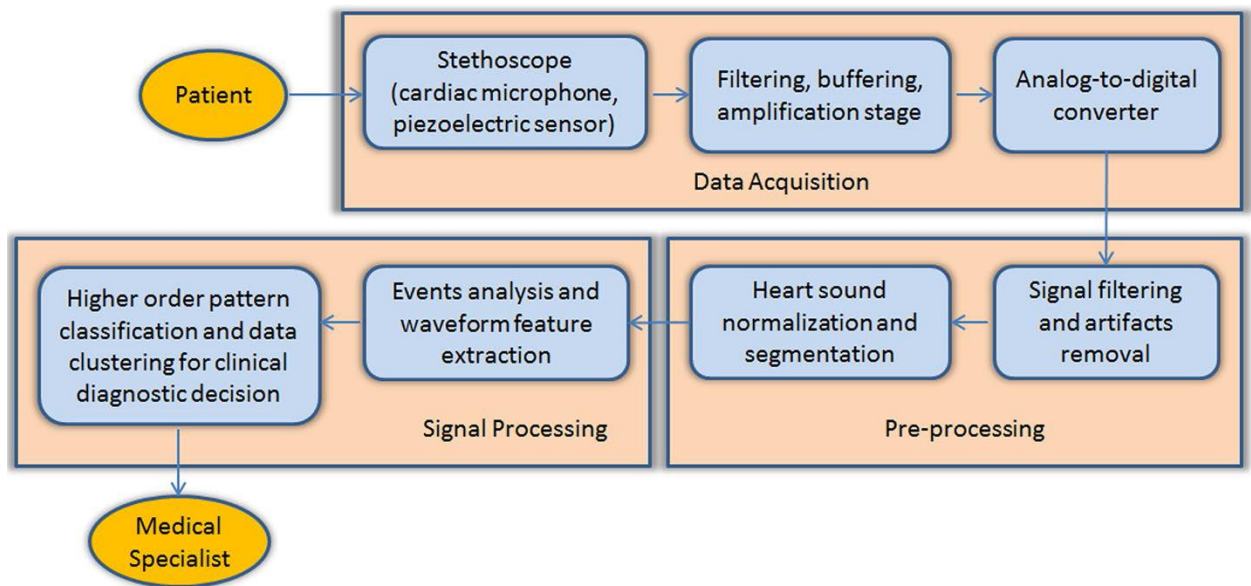 Patient
Stethoscope
(cardiac microphone,
piezoelectric sensor)
Filtering, buffering,
amplification stage
Analog-to-digital
converter
Data Acquisition
Signal filtering
and artifacts
removal
Heart sound
normalization and
segmentation
Pre-processing
Events analysis and
waveform feature
extraction
Higher order pattern
classification and data
clustering for clinical
diagnostic decision
Signal Processing
Medical
Specialist